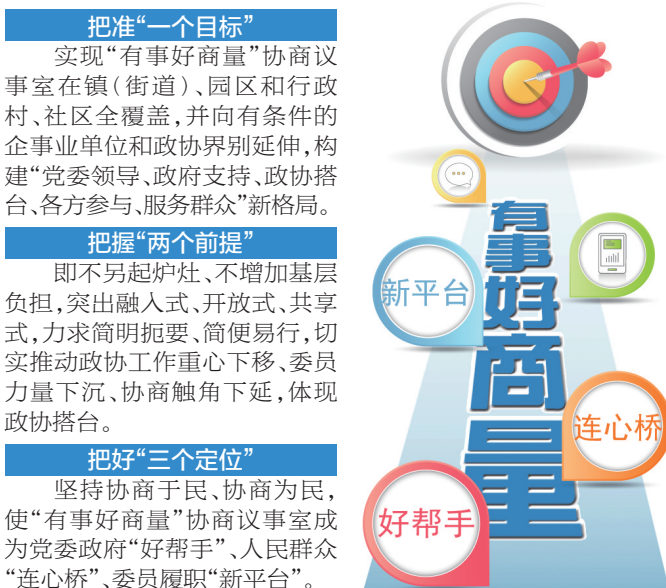 把准“一个目标”
实现“有事好商量”协商议
事室在镇(街道)、园区和行政
村、社区全覆盖,并向有条件的
企事业单位和政协界别延伸,构
建“党委领导、政府支持、政协搭
台、各方参与、服务群众”新格局。
把握“两个前提”
即不另起炉灶、不增加基层
负担,突出融入式、开放式、共享
式,力求简明扼要、简便易行,切
实推动政协工作重心下移、委员
力量下沉、协商触角下延,体现
政协搭台。
把好“三个定位”
坚持协商于民、协商为民,
使“有事好商量”协商议事室成
为党委政府“好帮手”、人民群众
“连心桥”、委员履职“新平台”。
有事好商量
新平台
连心桥
好帮手